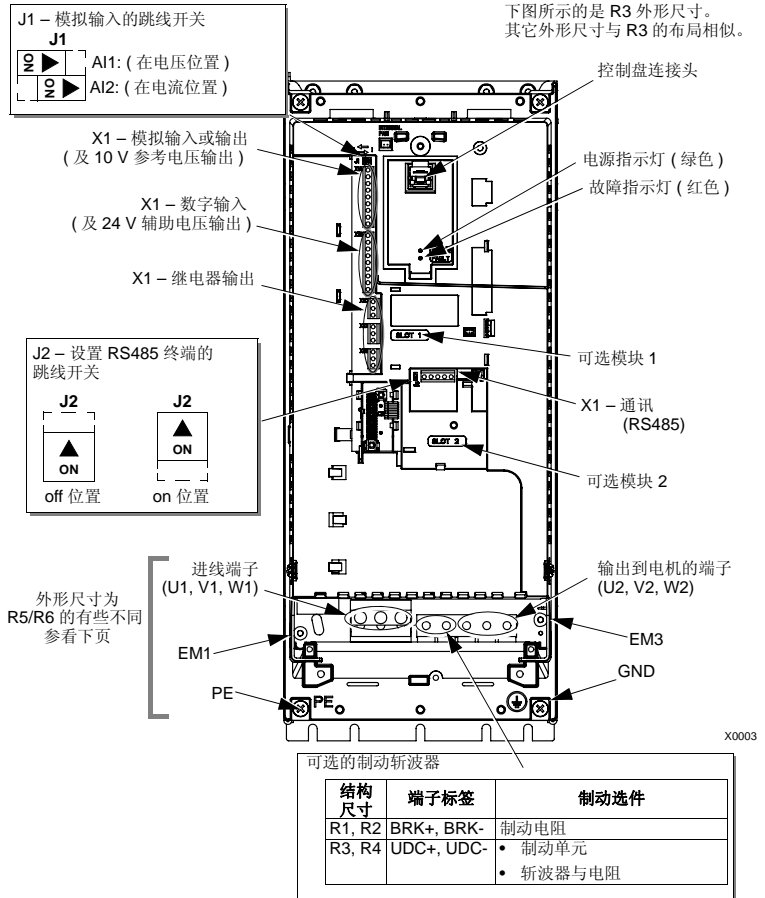 下图所示的是 R3 外形尺寸。
其它外形尺寸与 R3 的布局相似。
J1 – 模拟输入的跳线开关
J1
ON
AI1: ( 在电压位置 )
ON
AI2: ( 在电流位置 )
控制盘连接头
X1 – 模拟输入或输出
( 及 10 V 参考电压输出 )
电源指示灯 ( 绿色 )
故障指示灯 ( 红色 )
X1 – 数字输入
( 及 24 V 辅助电压输出 )
X1 – 继电器输出
SLOT 1
可选模块 1
J2 – 设置 RS485 终端的
跳线开关
J2
J2
ON
ON
off 位置
on 位置
X1 – 通讯
(RS485)
SLOT 2
可选模块 2
进线端子
(U1, V1, W1)
输出到电机的端子
(U2, V2, W2)
外形尺寸为
R5/R6 的有些不同
参看下页
EM1
EM3
PE
PE
GND
X0003
可选的制动斩波器
结构
尺寸
端子标签
制动选件
R1, R2
BRK+, BRK-
制动电阻
R3, R4
UDC+, UDC-
• 制动单元
• 斩波器与电阻